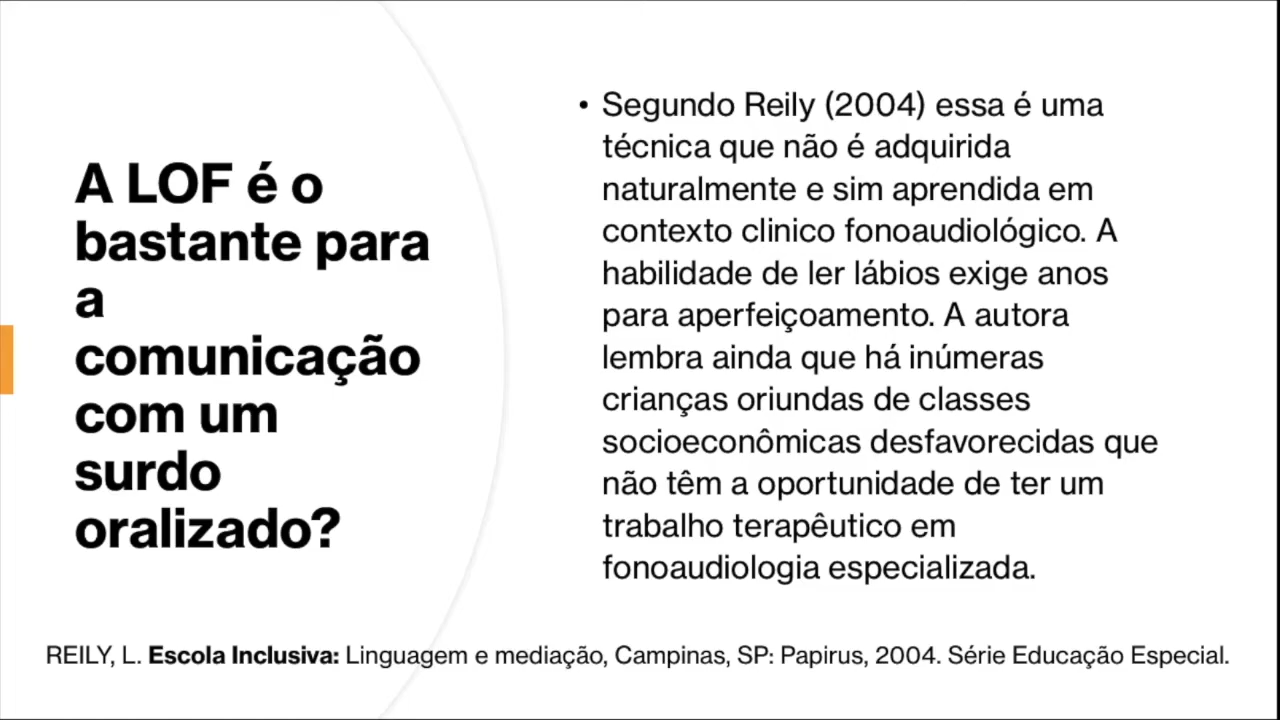 A LOF é o
bastante para
a
comunicação
com um
surdo
oralizado?
• Segundo Reily (2004) essa é uma
técnica que não é adquirida
naturalmente e sim aprendida em
contexto clinico fonoaudiológico. A
habilidade de ler lábios exige anos
para aperfeiçoamento. A autora
lembra ainda que há inúmeras
crianças oriundas de classes
socioeconômicas desfavorecidas que
não têm a oportunidade de ter um
trabalho terapêutico em
fonoaudiologia especializada.
REILY, L. Escola Inclusiva: Linguagem e mediação, Campinas, SP: Papirus, 2004. Série Educação Especial.